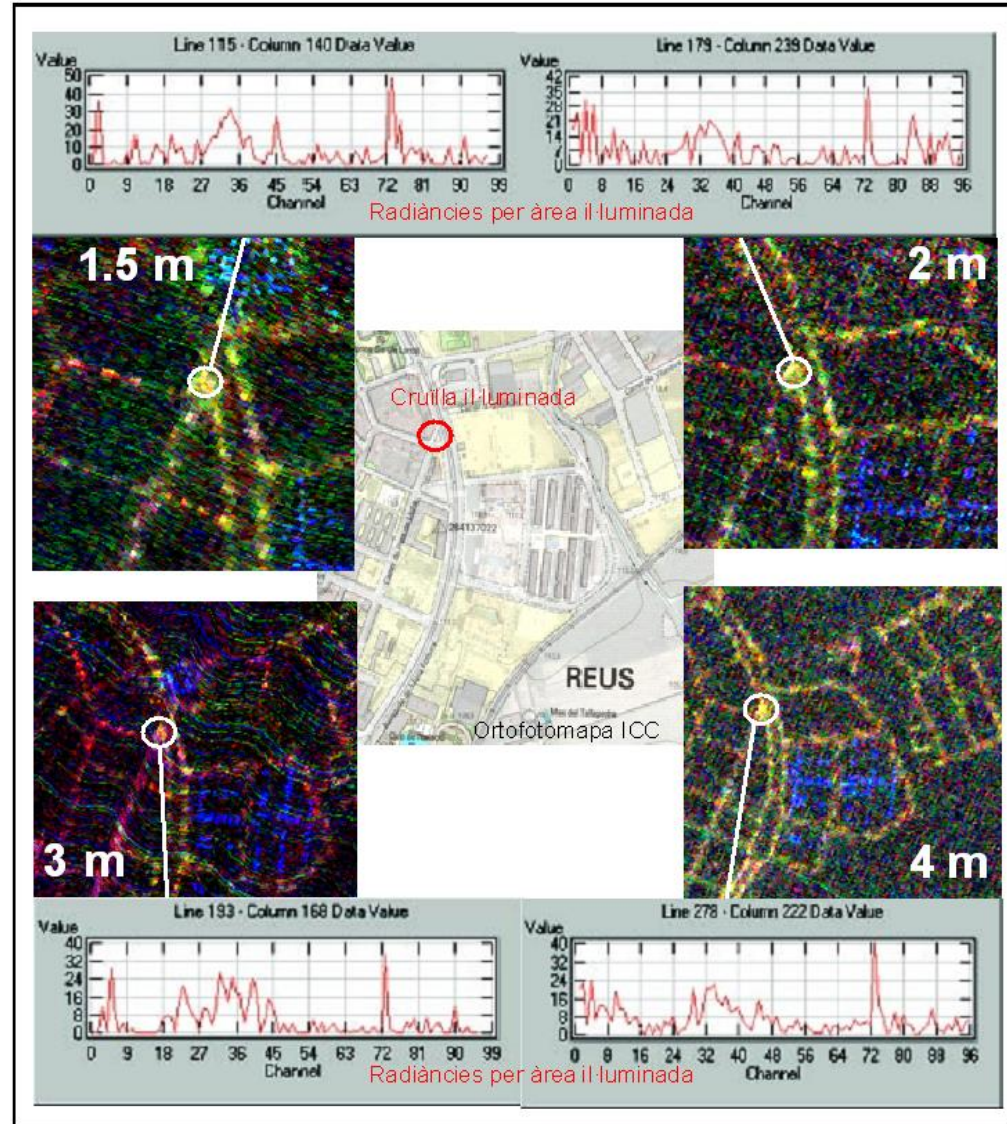 Line 115 - Column 140 Data Value
Value
50
40
30
20
10
0
0 9 18 27 36 45 54 63 72 81 90 99
Channel
Line 179 - Column 239 Data Value
Value
42
35
28
21
14
7
0 8 16 24 32 40 48 56 64 72 80 88 96
Channel
Radiàncies per àrea il·luminada
1.5 m
2 m
Cruïlla il·luminada
284137022
REUS
Mas del Tallapedra
Ortofotomapa ICC
3 m
4 m
Line 193 - Column 168 Data Value
Value
40
32
24
16
8
0
0 9 18 27 36 45 54 63 72 81 90 99
Channel
Line 278 - Column 222 Data Value
Value
40
32
24
16
8
0
0 8 16 24 32 40 48 56 64 72 80 88 96
Channel
Radiàncies per àrea il·luminada